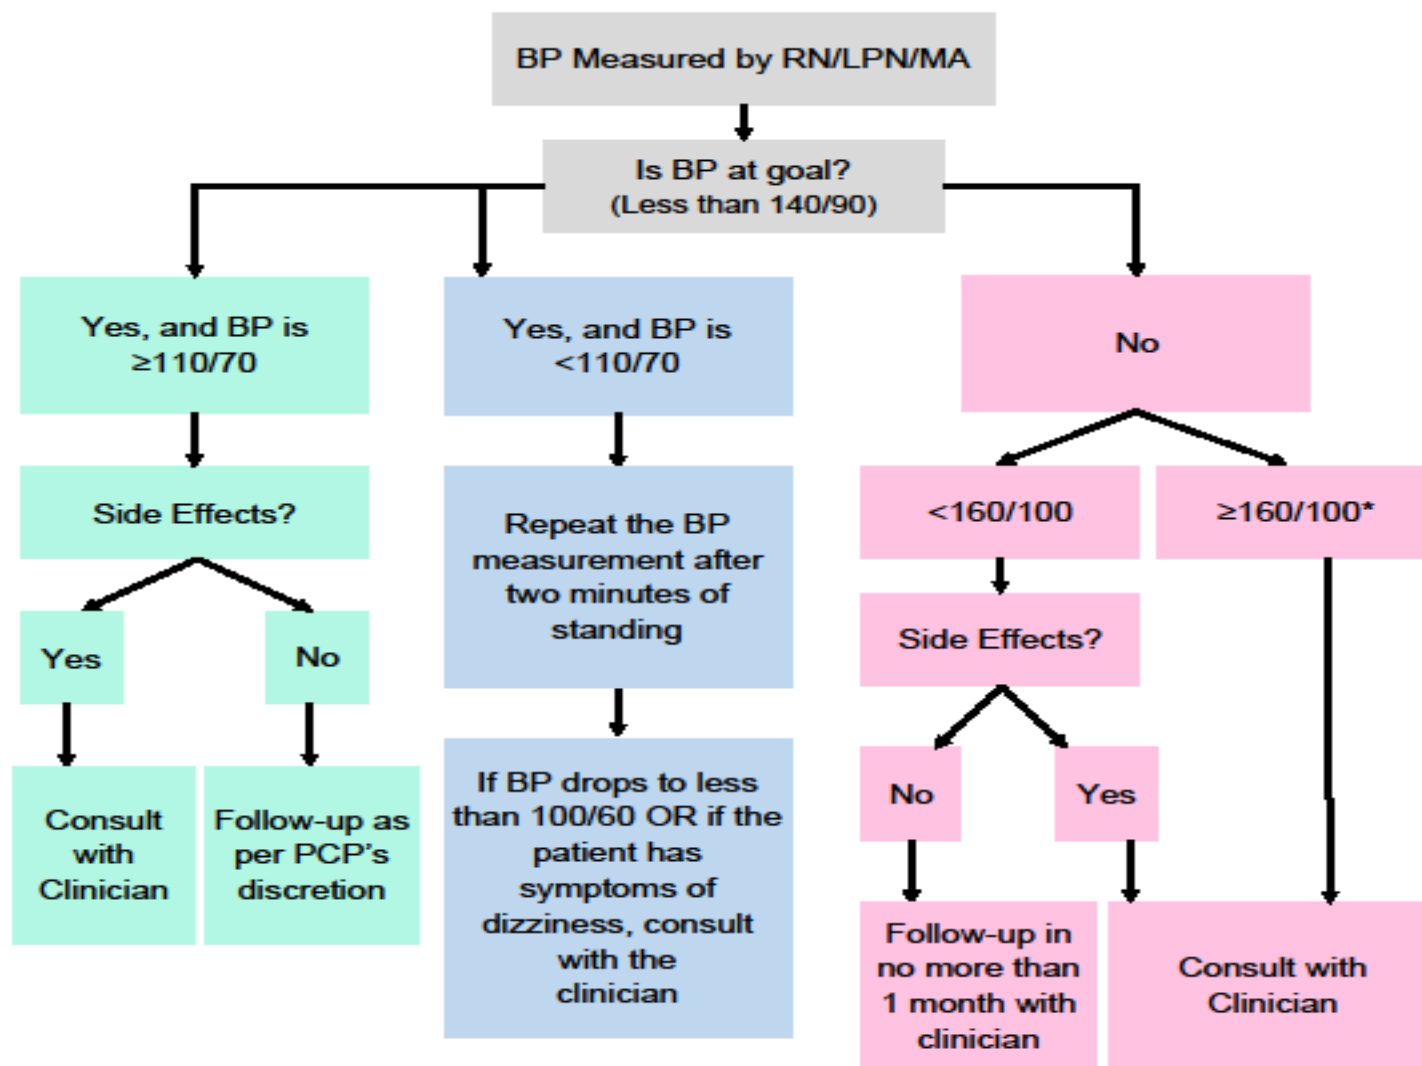 BP Measured by RN/LPN/MA
Is BP at goal?
(Less than 140/90)
Yes, and BP is
≥110/70
Side Effects?
Yes
No
Consult
with
Clinician
Follow-up as
per PCP's
discretion
Yes, and BP is
<110/70
Repeat the BP
measurement after
two minutes of
standing
If BP drops to less
than 100/60 OR if the
patient has
symptoms of
dizziness, consult
with the
clinician
No
<160/100
≥160/100*
Side Effects?
No
Yes
Follow-up in
no more than
1 month with
clinician
Consult with
Clinician